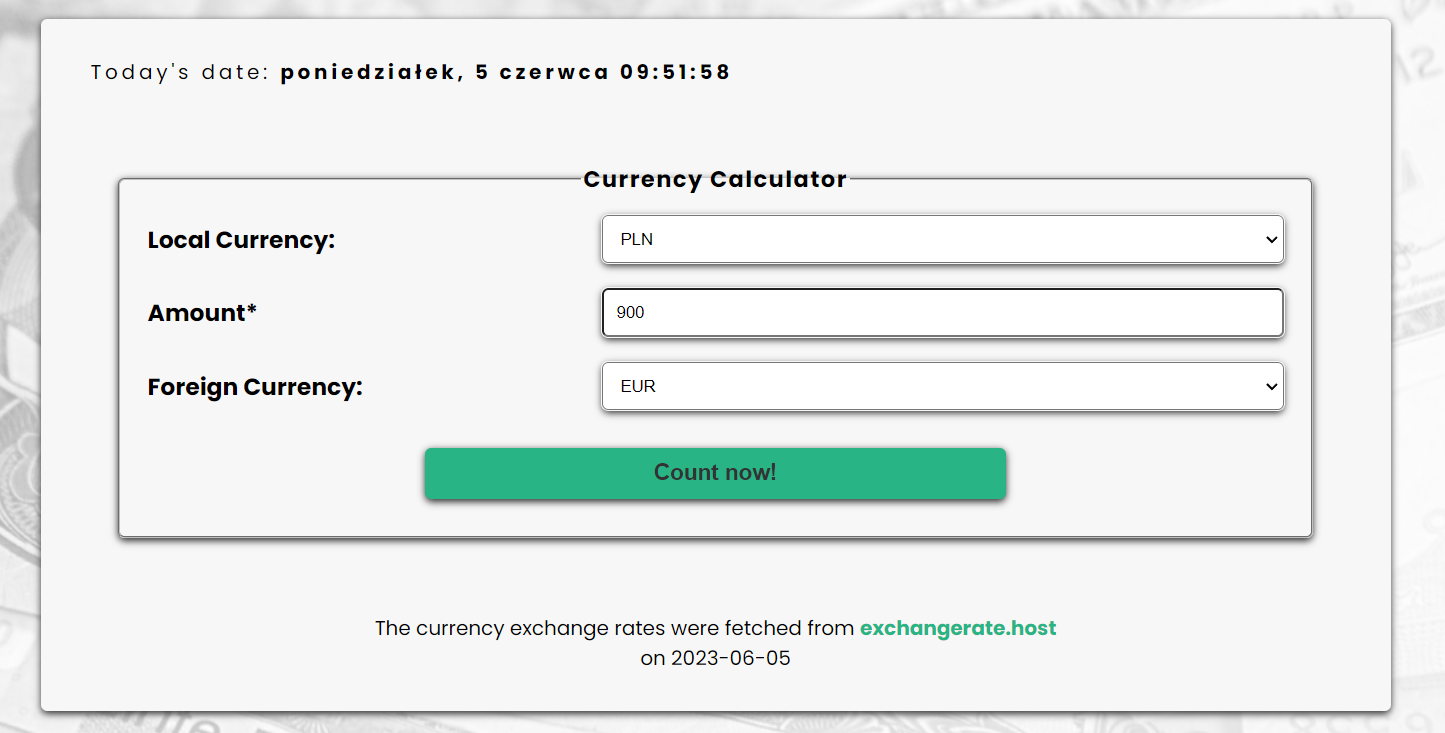 Today's date: poniedziałek, 5 czerwca 09:51:58
Currency Calculator
Local Currency:
PLN
Amount*
900
Foreign Currency:
EUR
Count now!
The currency exchange rates were fetched from exchangerate.host
on 2023-06-05